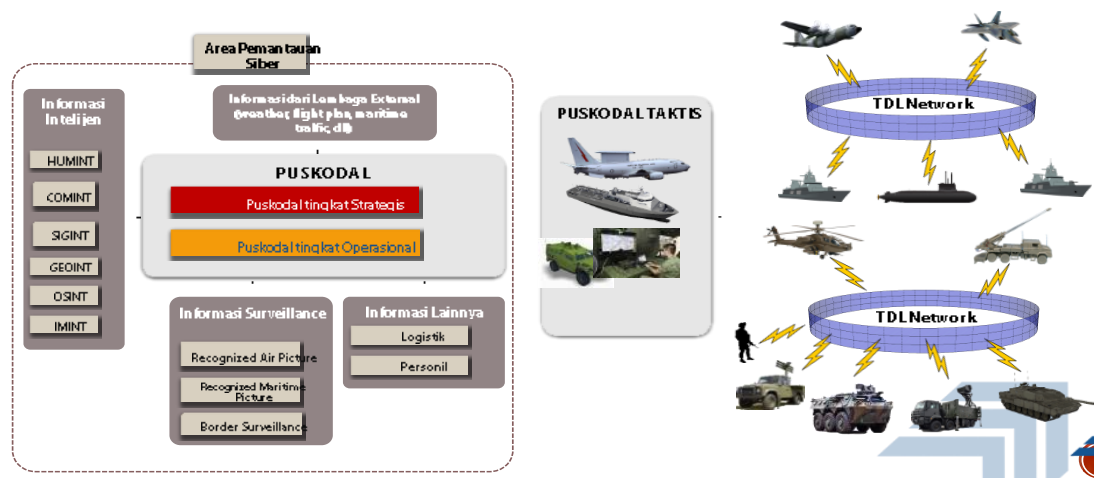 Area Pemantauan
Siber
Informasi
Intelijen
HUMINT
COMINT
SIGINT
GEOINT
OSINT
IMINT
Informasi dari Lembaga External
(weather, flight plan, maritime
traffic, dll)
PUSKODAL
Puskodal tingkat Strategis
Puskodal tingkat Operasional
Informasi Surveillance
Recognized Air Picture
Recognized Maritime
Picture
Border Surveillance
Informasi Lainnya
Logistik
Personil
PUSKODAL TAKTIS
TDL Network
TDL Network